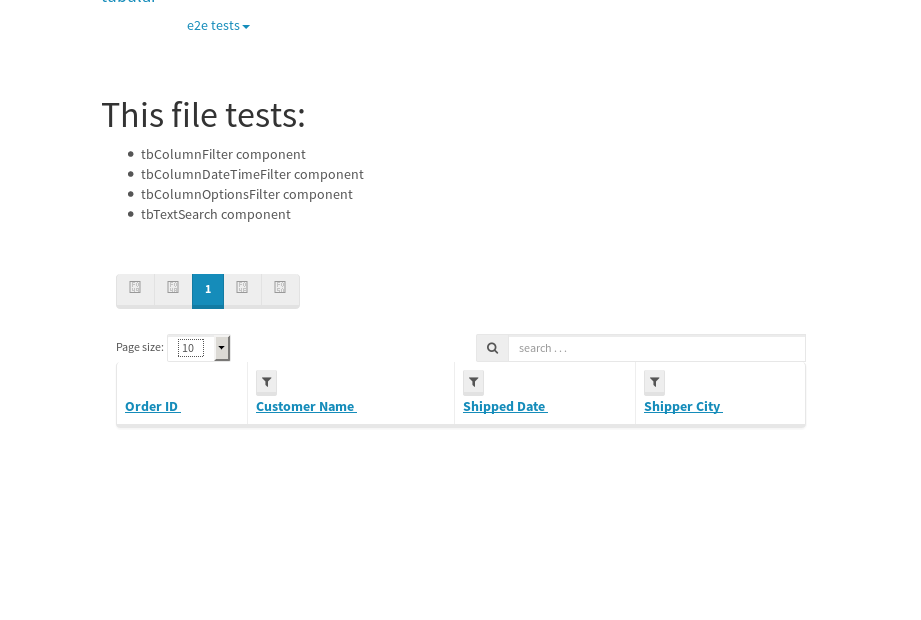 e2e tests
This file tests:
tbColumnFilter component
tbColumnDateTimeFilter component
tbColumnOptionsFilter component
tbTextSearch component
1
Page size: 10 search . . .
Order ID Customer Name Shipped Date Shipper City